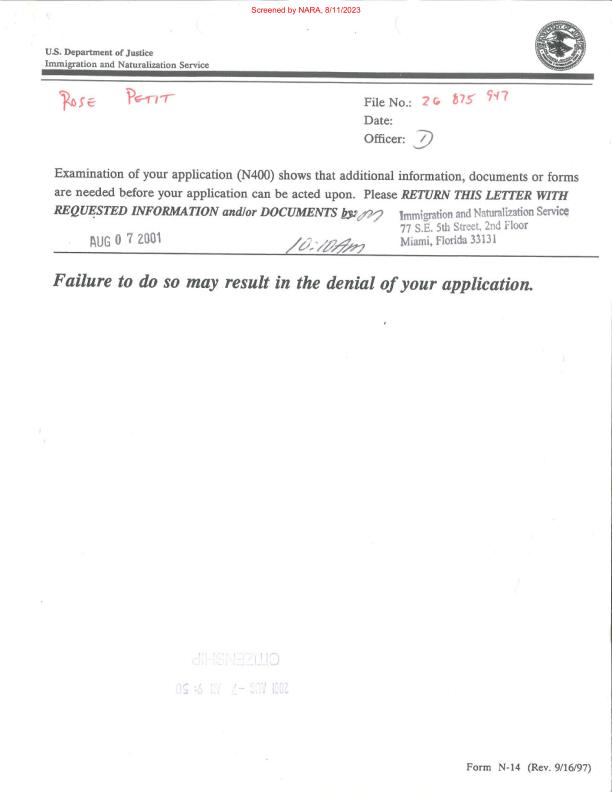 Screened by NARA, 8/11/2023
U.S. Department of Justice
Immigration and Naturalization Service
ROSE PETIT
File No.: 26 875 947
Date:
Officer: 1
Examination of your application (N400) shows that additional information, documents or forms
are needed before your application can be acted upon. Please RETURN THIS LETTER WITH
REQUESTED INFORMATION and/or DOCUMENTS by:
Immigration and Naturalization Service
77 S.E. 5th Street, 2nd Floor
Miami, Florida 33131
AUG 0 7 2001
10:10Am
Failure to do so may result in the denial of your application.
CITIZENSHIP
2001 AUG -7 A 9:50
Form N-14 (Rev. 9/16/97)